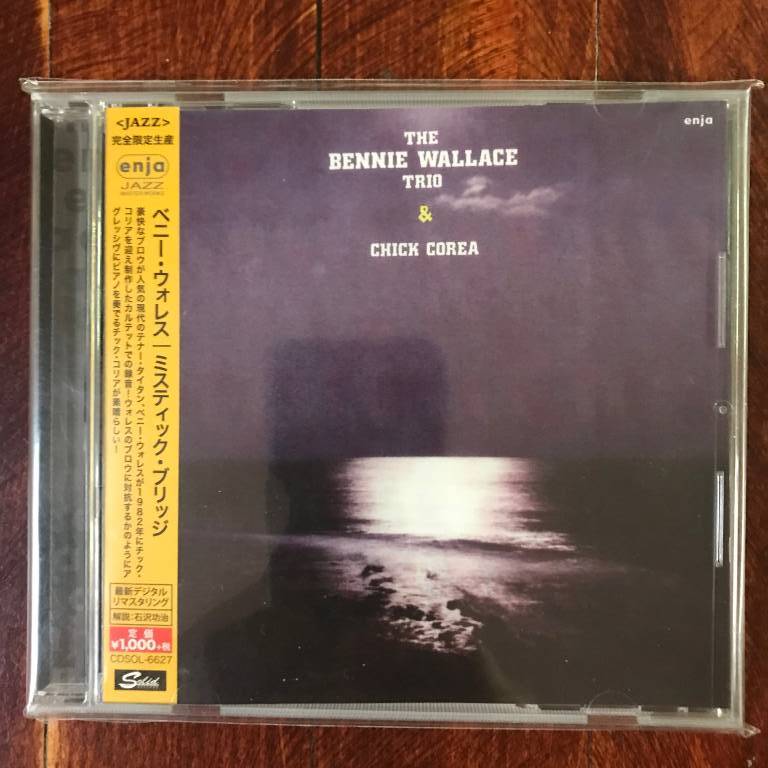 <JAZZ>
完全限定生産
enja
JAZZ
MASTERWORKS
ベニー・ウォレス|ミスティック・ブリッジ
豪快なブロウが人気の現代のテナー・タイタン、ベニー・ウォレスが1982年にチック・
コリアを迎え制作したカルテットでの録音!ウォレスのブロウに対抗するかのようにア
グレッシヴにピアノを奏でるチック・コリアが素晴らしい!
最新デジタル
リマスタリング
解説:石沢功治
定価
¥1,000+税
CDSOL-6627
Solid
enja
THE
BENNIE WALLACE
TRIO
&
CHICK COREA